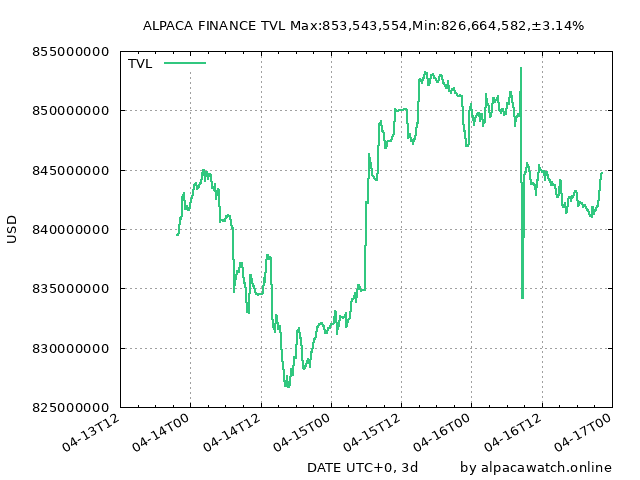 ALPACA FINANCE TVL Max:853,543,554,Min:826,664,582,±3.14%
855000000
TVL
850000000
845000000
840000000
USD
835000000
830000000
825000000
04-13T12
04-14T00
04-14T12
04-15T00
04-15T12
04-16T00
04-16T12
04-17T00
DATE UTC+0, 3d
by alpacawatch.online